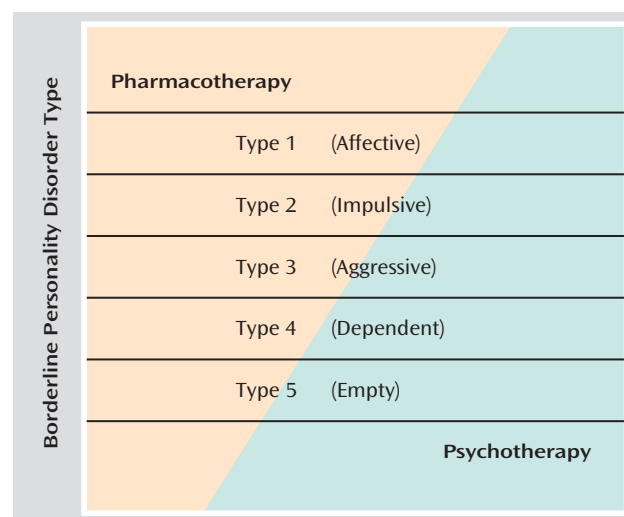 Borderline Personality Disorder Type
Pharmacotherapy
Type 1 (Affective)
Type 2 (Impulsive)
Type 3 (Aggressive)
Type 4 (Dependent)
Type 5 (Empty)
Psychotherapy